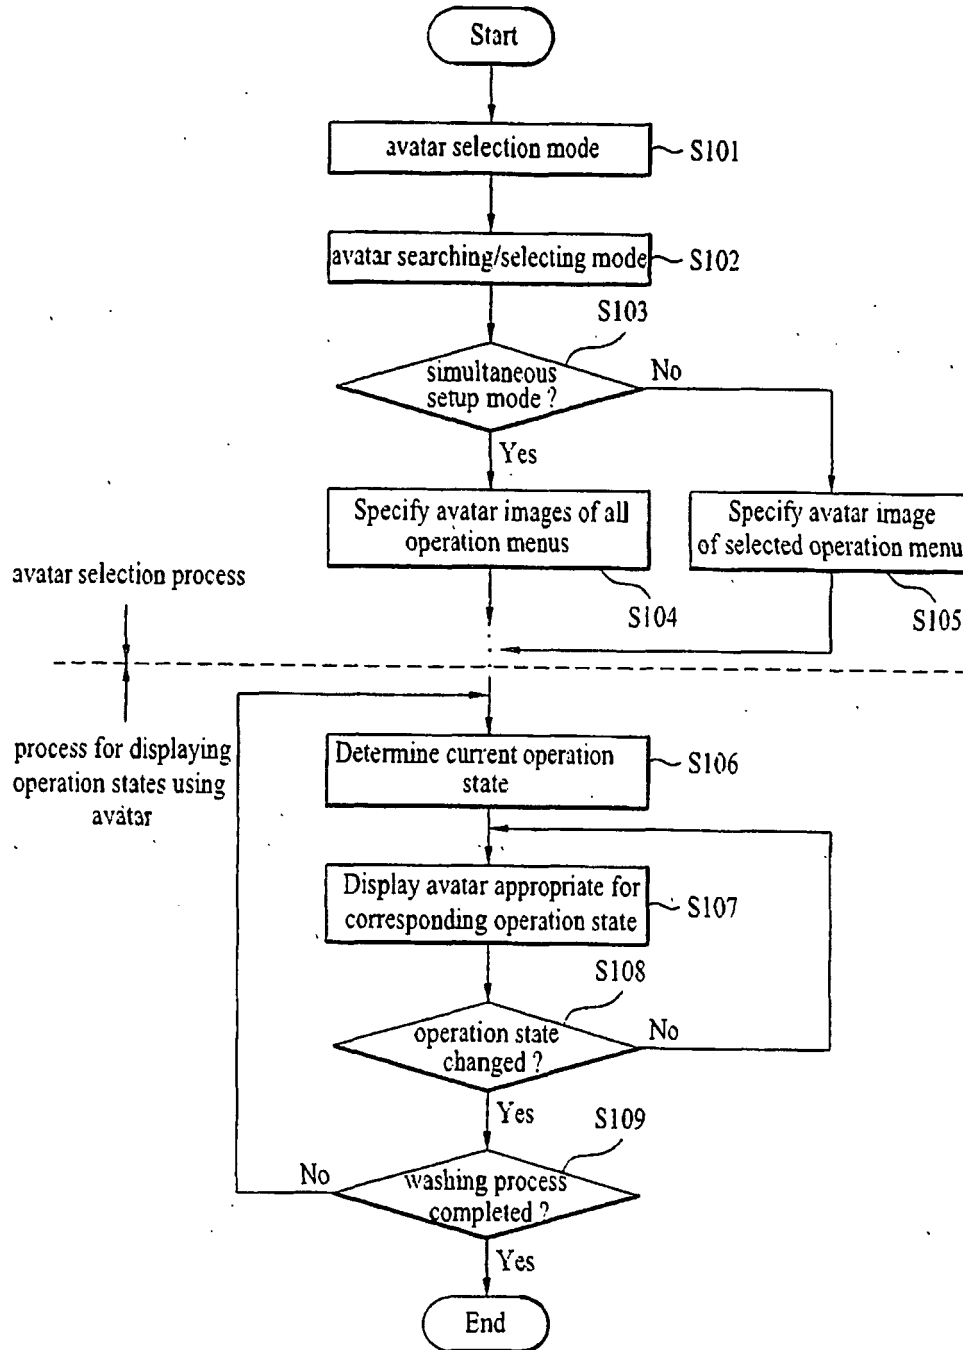 Start
avatar selection mode
S101
avatar searching/selecting mode
S102
S103
simultaneous
setup mode ?
No
Yes
Specify avatar images of all
operation menus
Specify avatar image
of selected operation menu
avatar selection process
S104
S105
process for displaying
operation states using
avatar
Determine current operation
state
S106
Display avatar appropriate for
corresponding operation state
S107
S108
operation state
changed ?
No
Yes
S109
No
washing process
completed ?
Yes
End